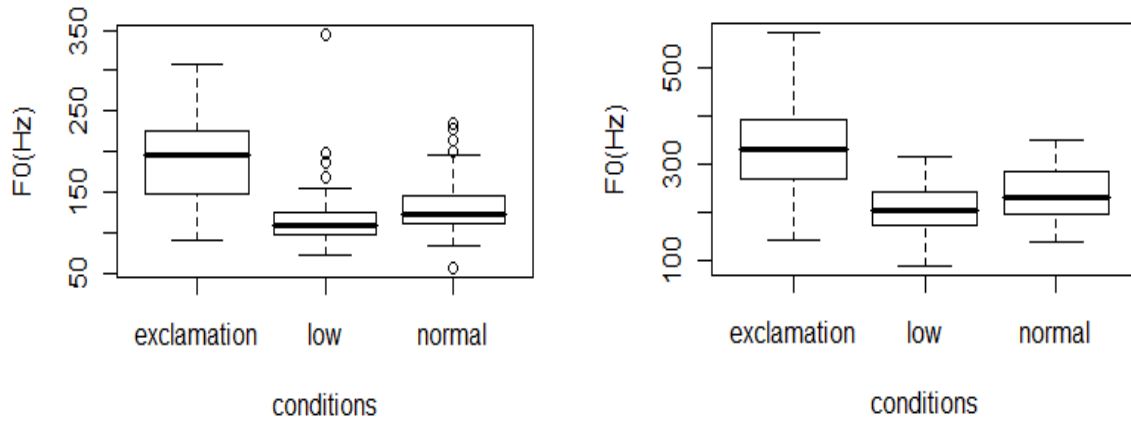 350
250
150
50
F0(Hz)
exclamation low normal
conditions
500
300
100
F0(Hz)
exclamation low normal
conditions